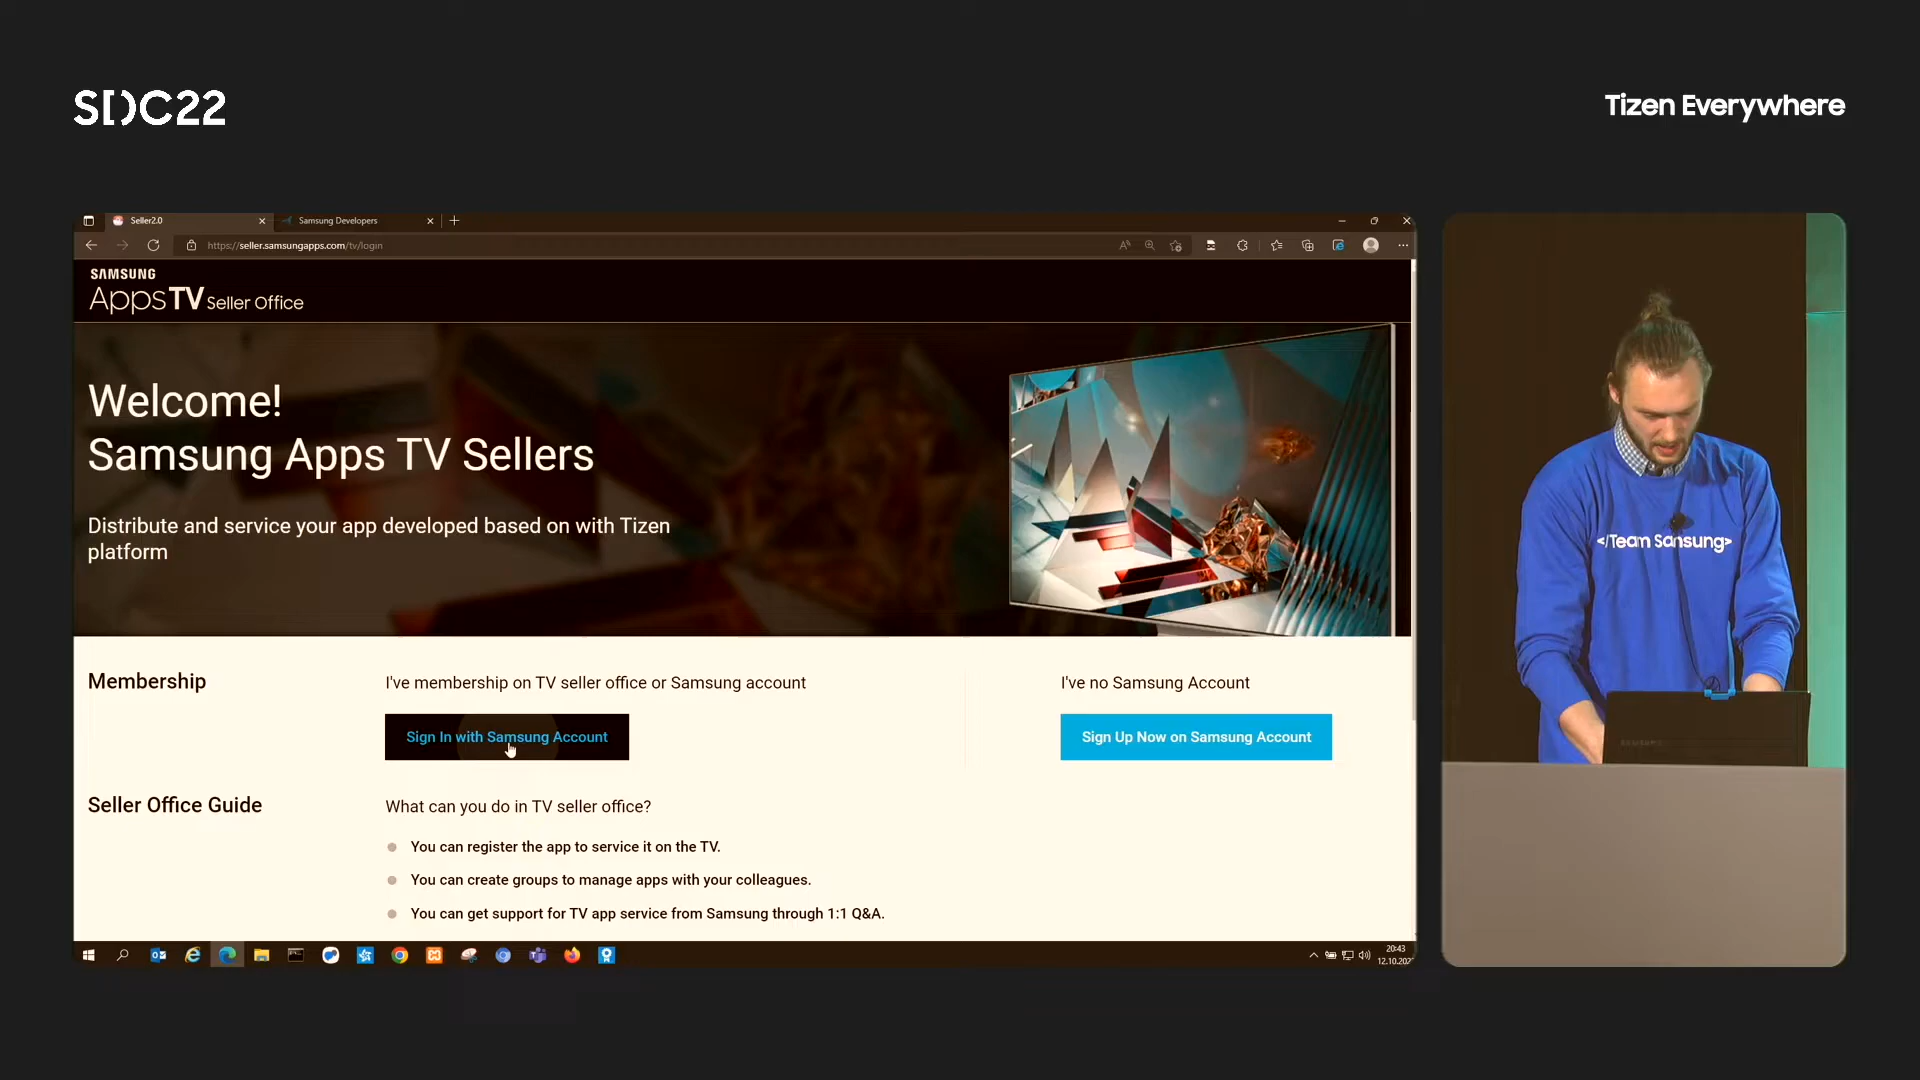 SDC22
Tizen Everywhere
Seller2.0
Samsung Developers
https://seller.samsungapps.com/tv/login
SAMSUNG
Apps TV Seller Office
Welcome!
Samsung Apps TV Sellers
Distribute and service your app developed based on with Tizen
platform
</Team Samsung>
Membership
I've membership on TV seller office or Samsung account
I've no Samsung Account
Sign In with Samsung Account
Sign Up Now on Samsung Account
SAMSUNG
Seller Office Guide
What can you do in TV seller office?
You can register the app to service it on the TV.
You can create groups to manage apps with your colleagues.
You can get support for TV app service from Samsung through 1:1 Q&A.
20:43